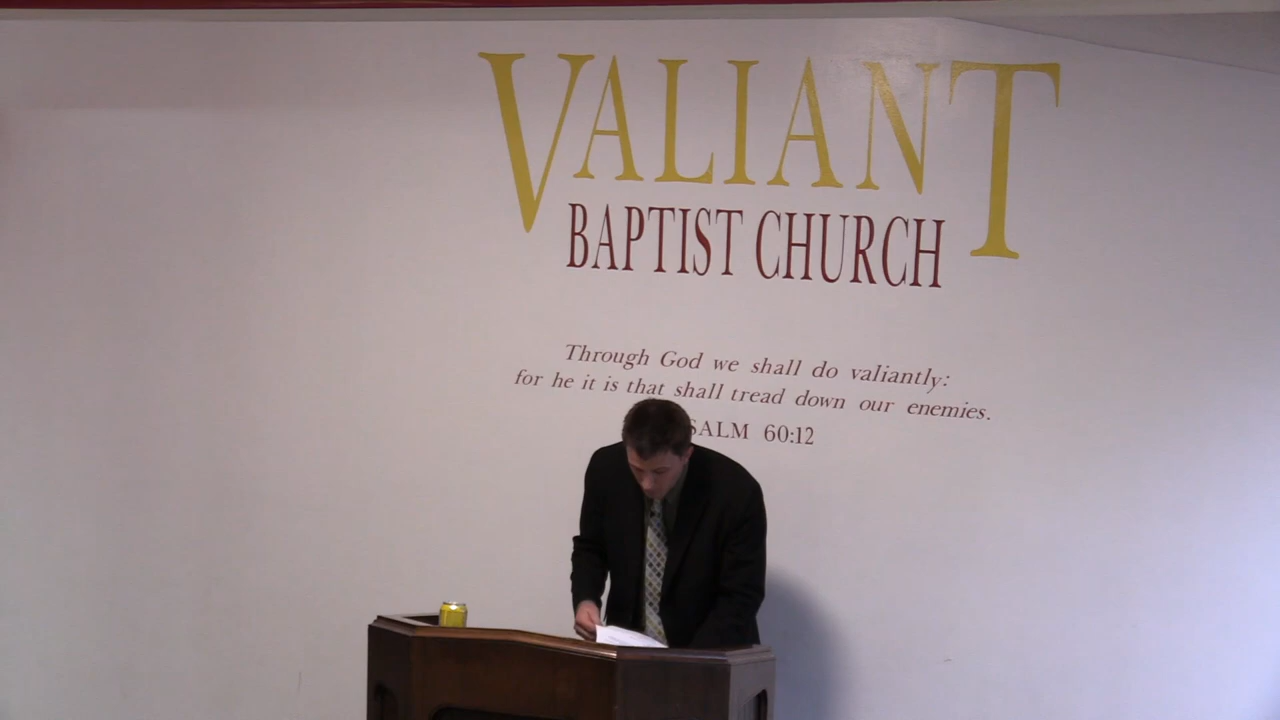 VALIANT
BAPTIST CHURCH
Through God we shall do valiantly:
for he it is that shall tread down our enemies.
SALM 60:12